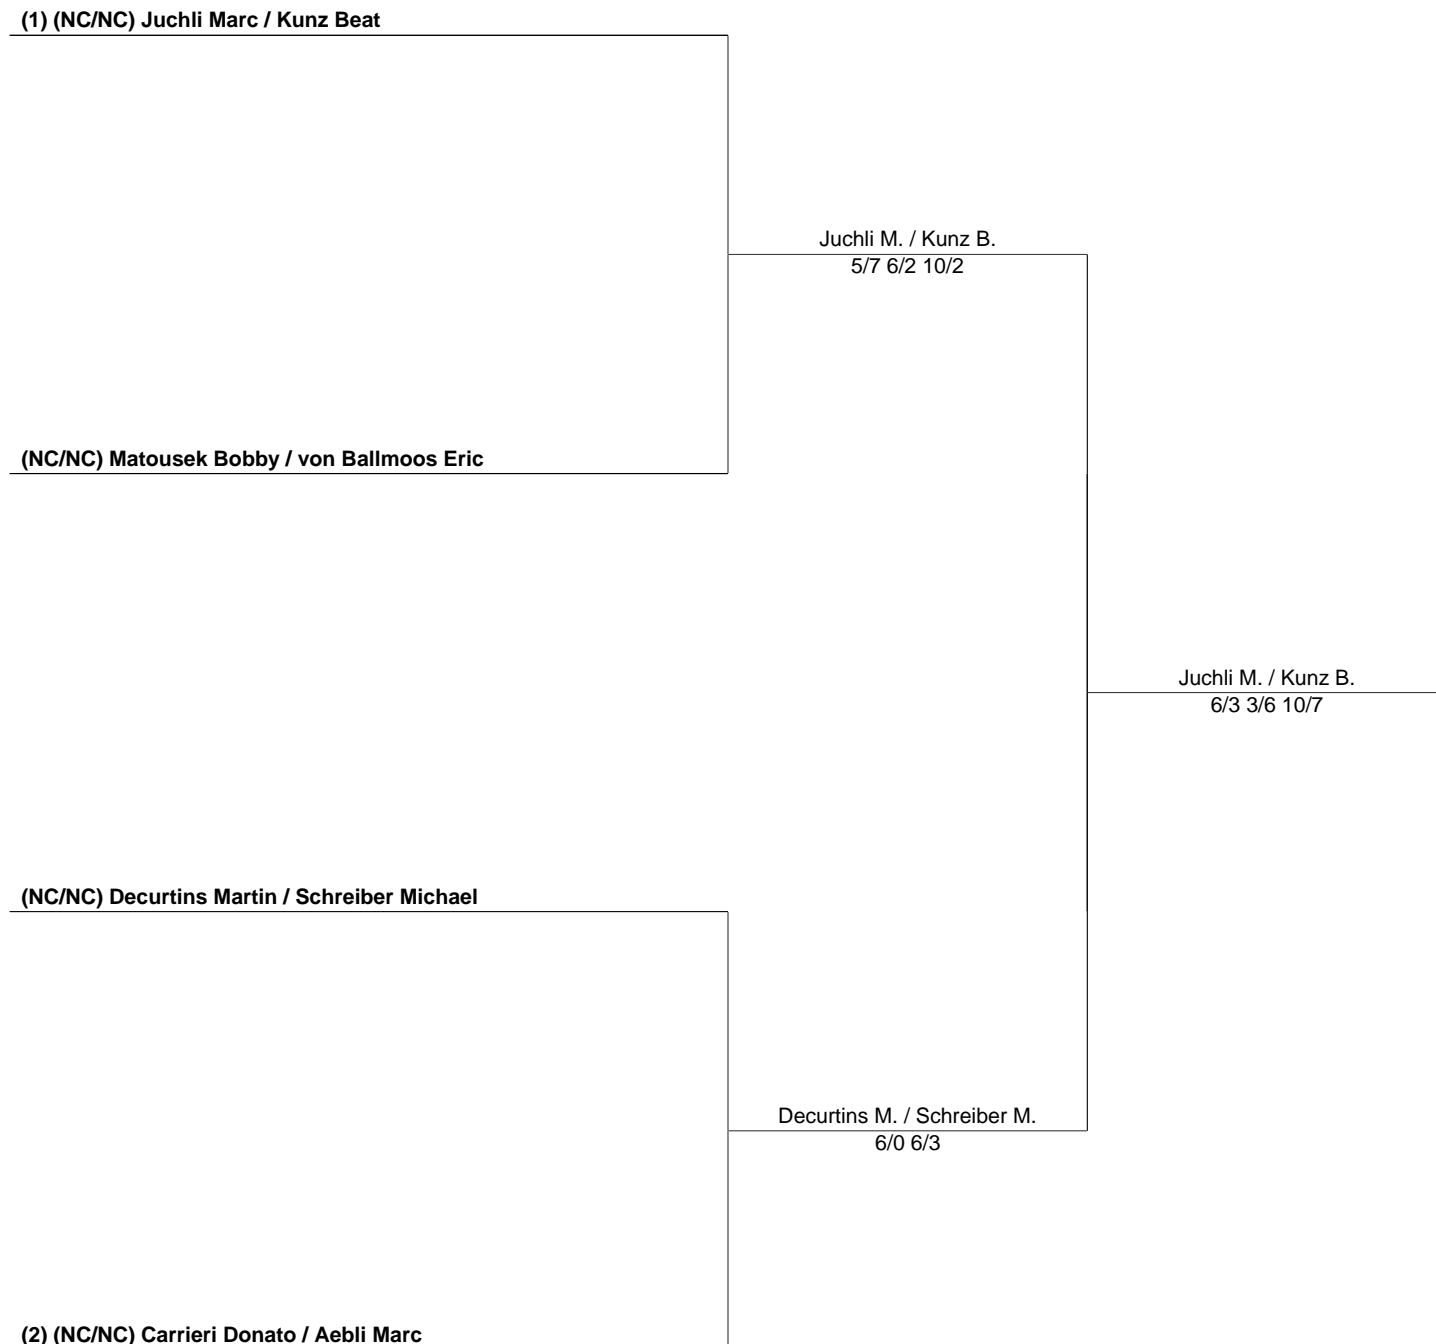 (1) (NC/NC) Juchli Marc / Kunz Beat
Juchli M. / Kunz B.
5/7 6/2 10/2
(NC/NC) Matousek Bobby / von Ballmoos Eric
Juchli M. / Kunz B.
6/3 3/6 10/7
(NC/NC) Decurtins Martin / Schreiber Michael
Decurtins M. / Schreiber M.
6/0 6/3
(2) (NC/NC) Carrieri Donato / Aebli Marc